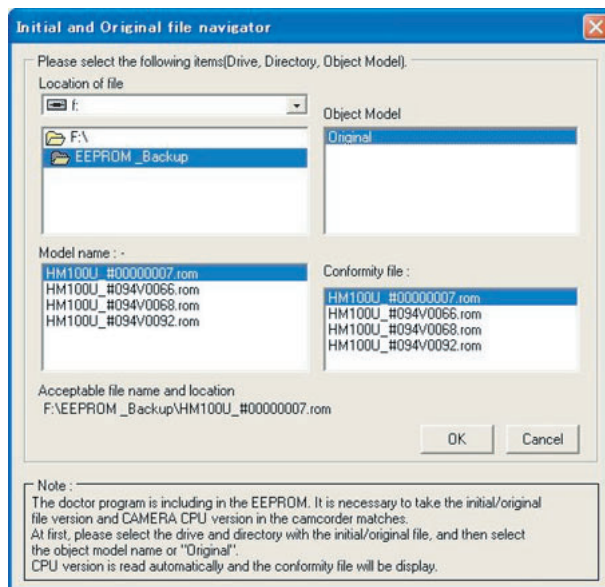 Initial and Original file navigator
Please select the following items(Drive, Directory, Object Model).
Location of file
f:
F:\
EEPROM _Backup
Object Model
Original
Model name : -
HM100U_#00000007.rom
HM100U_#094V0066.rom
HM100U_#094V0068.rom
HM100U_#094V0092.rom
Conformity file :
HM100U_#00000007.rom
HM100U_#094V0066.rom
HM100U_#094V0068.rom
HM100U_#094V0092.rom
Acceptable file name and location
F:\EEPROM _Backup\HM100U_#00000007.rom
OK
Cancel
Note :
The doctor program is including in the EEPROM. It is necessary to take the initial/original
file version and CAMERA CPU version in the camcorder matches.
At first, please select the drive and directory with the initial/original file, and then select
the object model name or "Original".
CPU version is read automatically and the conformity file will be display.